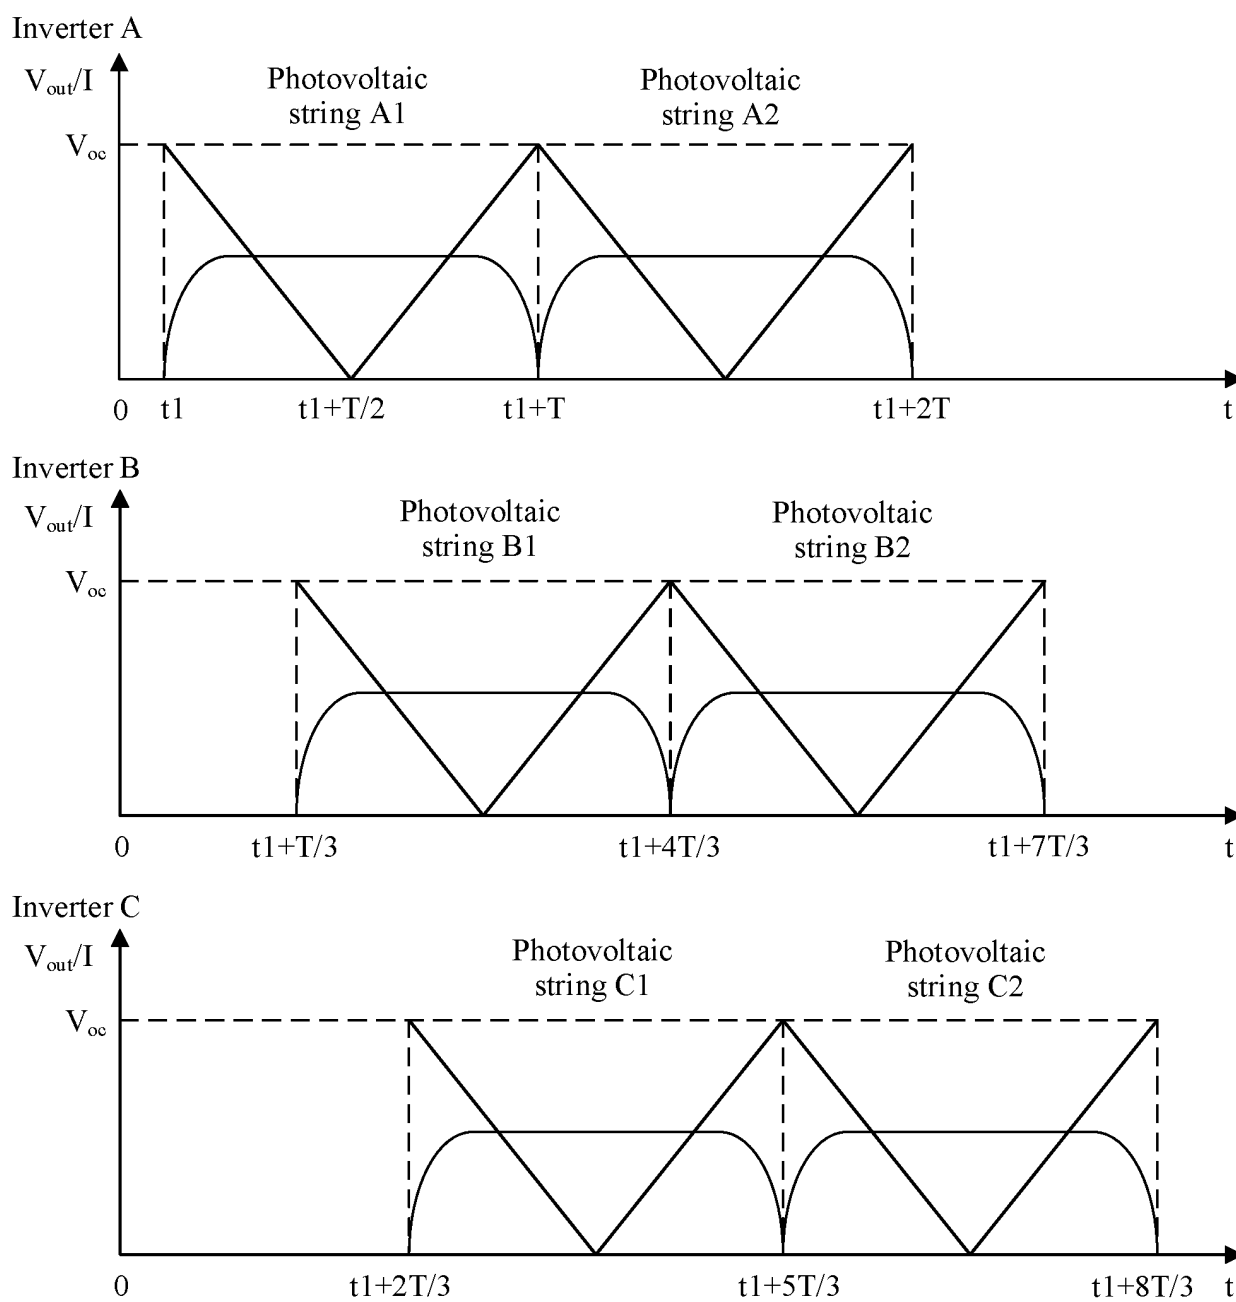 Inverter A
Vout/I
Photovoltaic
string A1
Photovoltaic
string A2
Voc
0
t1
t1+T/2
t1+T
t1+2T
t
Inverter B
Vout/I
Photovoltaic
string B1
Photovoltaic
string B2
Voc
0
t1+T/3
t1+4T/3
t1+7T/3
t
Inverter C
Vout/I
Photovoltaic
string C1
Photovoltaic
string C2
Voc
0
t1+2T/3
t1+5T/3
t1+8T/3
t